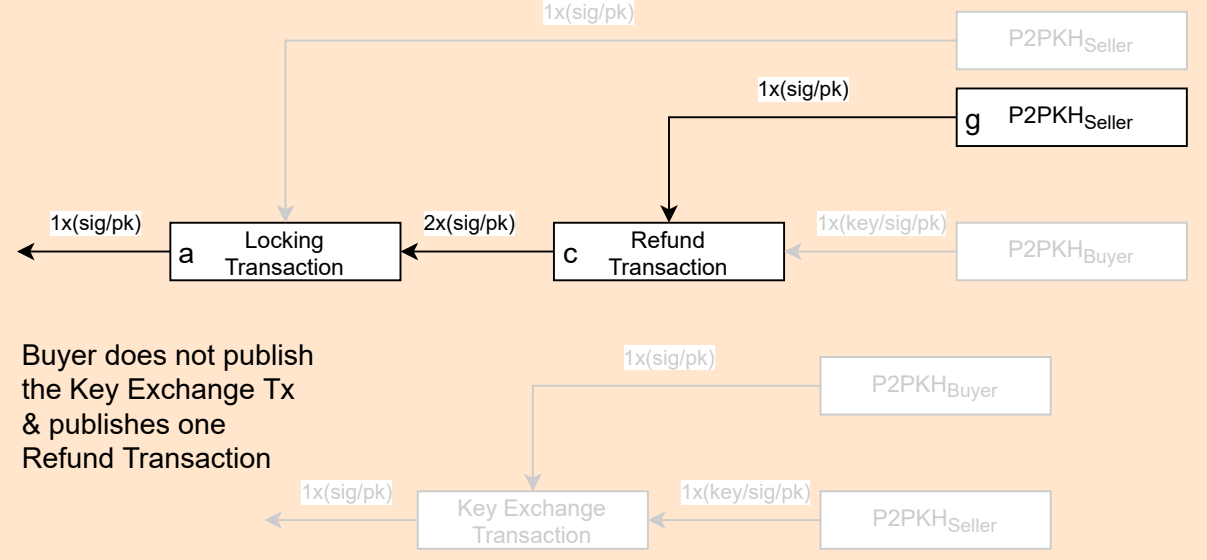 1x(sig/pk)
P2PKHSeller
1x(sig/pk)
g P2PKHSeller
1x(sig/pk)
a Locking
Transaction
2x(sig/pk)
c Refund
Transaction
1x(key/sig/pk)
P2PKHBuyer
Buyer does not publish
the Key Exchange Tx
& publishes one
Refund Transaction
1x(sig/pk)
P2PKHBuyer
1x(sig/pk)
Key Exchange
Transaction
1x(key/sig/pk)
P2PKHSeller